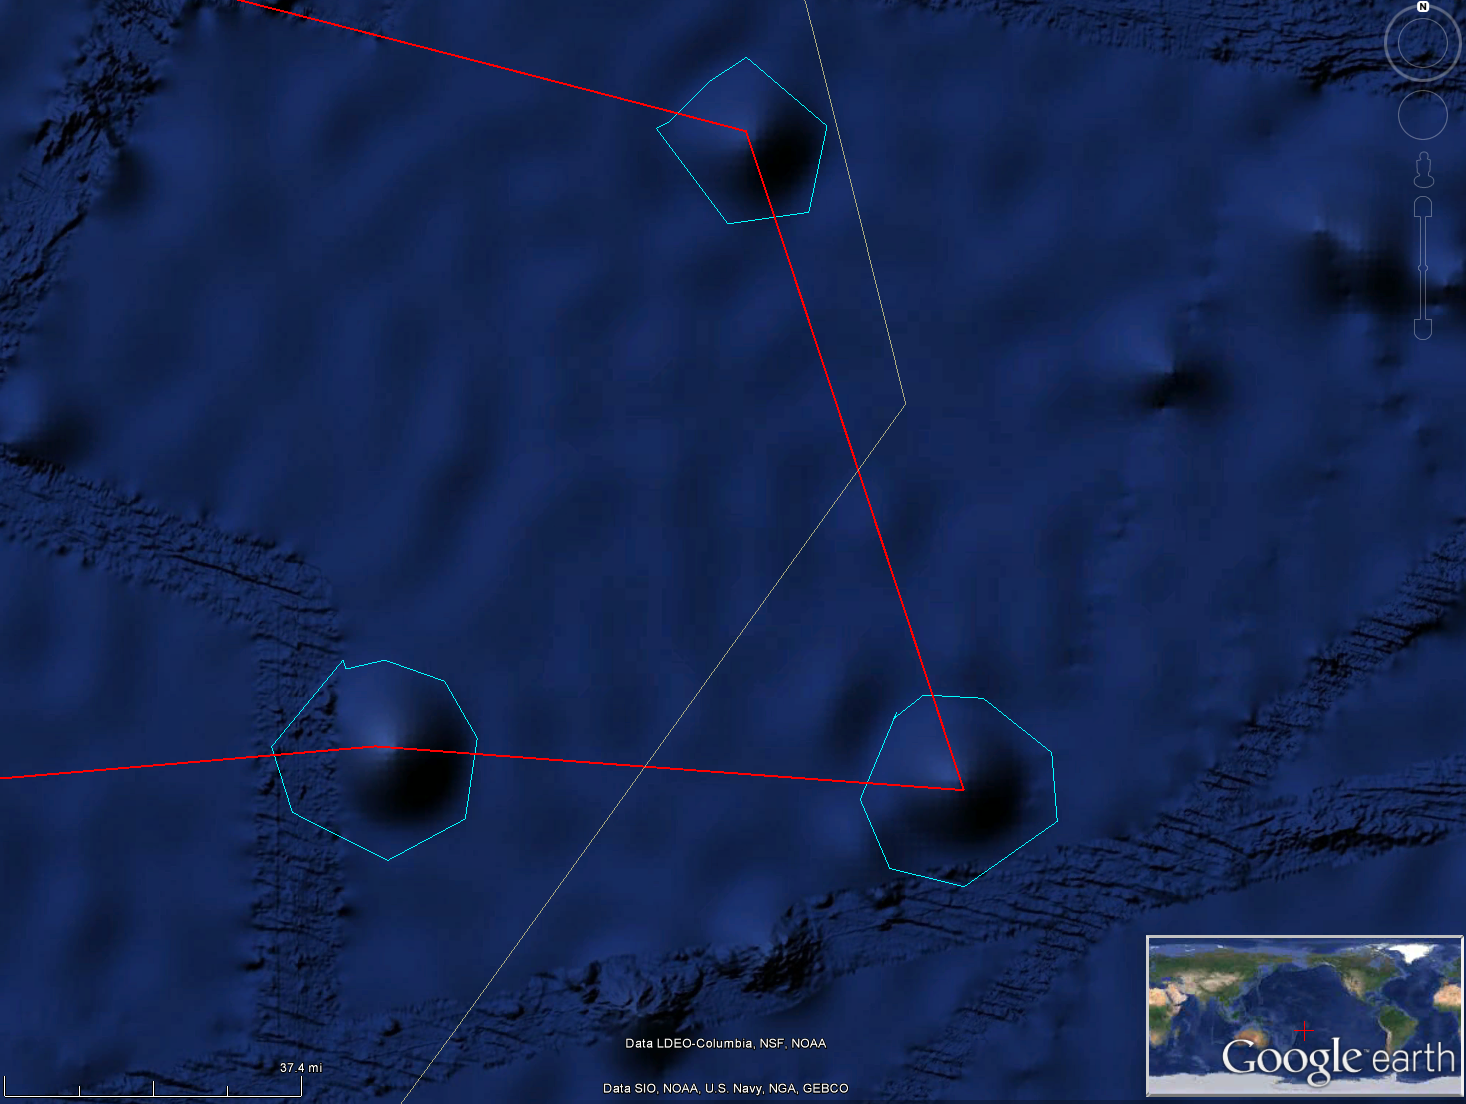 N
37.4 mi
Data LDEO-Columbia, NSF, NOAA
Data SIO, NOAA, U.S. Navy, NGA, GEBCO
Google earth